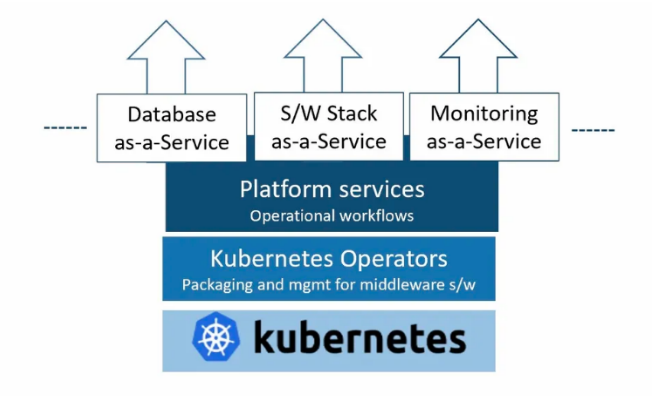 Database
as-a-Service
S/W Stack
as-a-Service
Monitoring
as-a-Service
Platform services
Operational workflows
Kubernetes Operators
Packaging and mgmt for middleware s/w
kubernetes